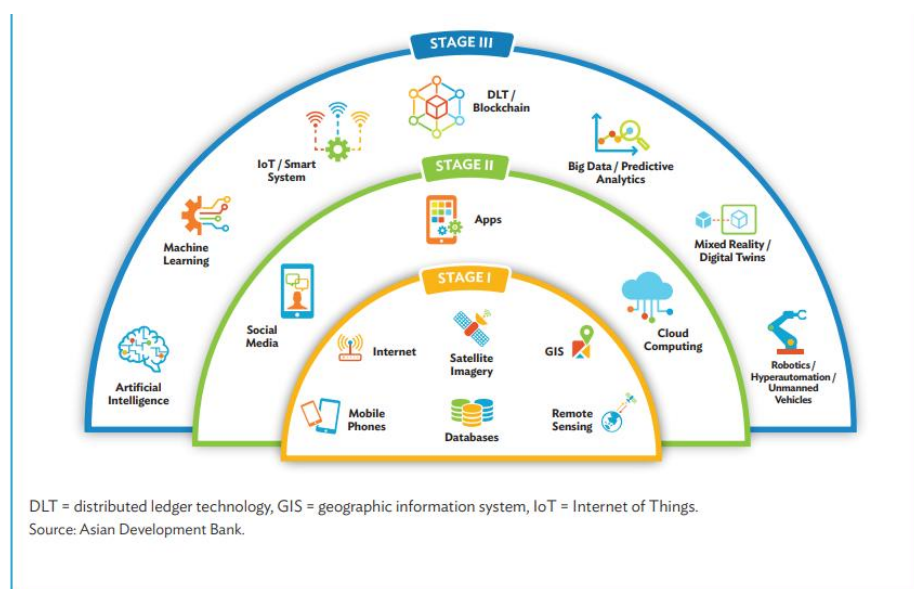 STAGE III
DLT /
Blockchain
IoT / Smart
System
Big Data / Predictive
Analytics
Machine
Learning
Mixed Reality /
Digital Twins
Artificial
Intelligence
Robotics /
Hyperautomation /
Unmanned
Vehicles
STAGE II
Apps
Social
Media
Cloud
Computing
STAGE I
Internet
Satellite
Imagery
GIS
Mobile
Phones
Databases
Remote
Sensing
DLT = distributed ledger technology, GIS = geographic information system, IoT = Internet of Things.
Source: Asian Development Bank.